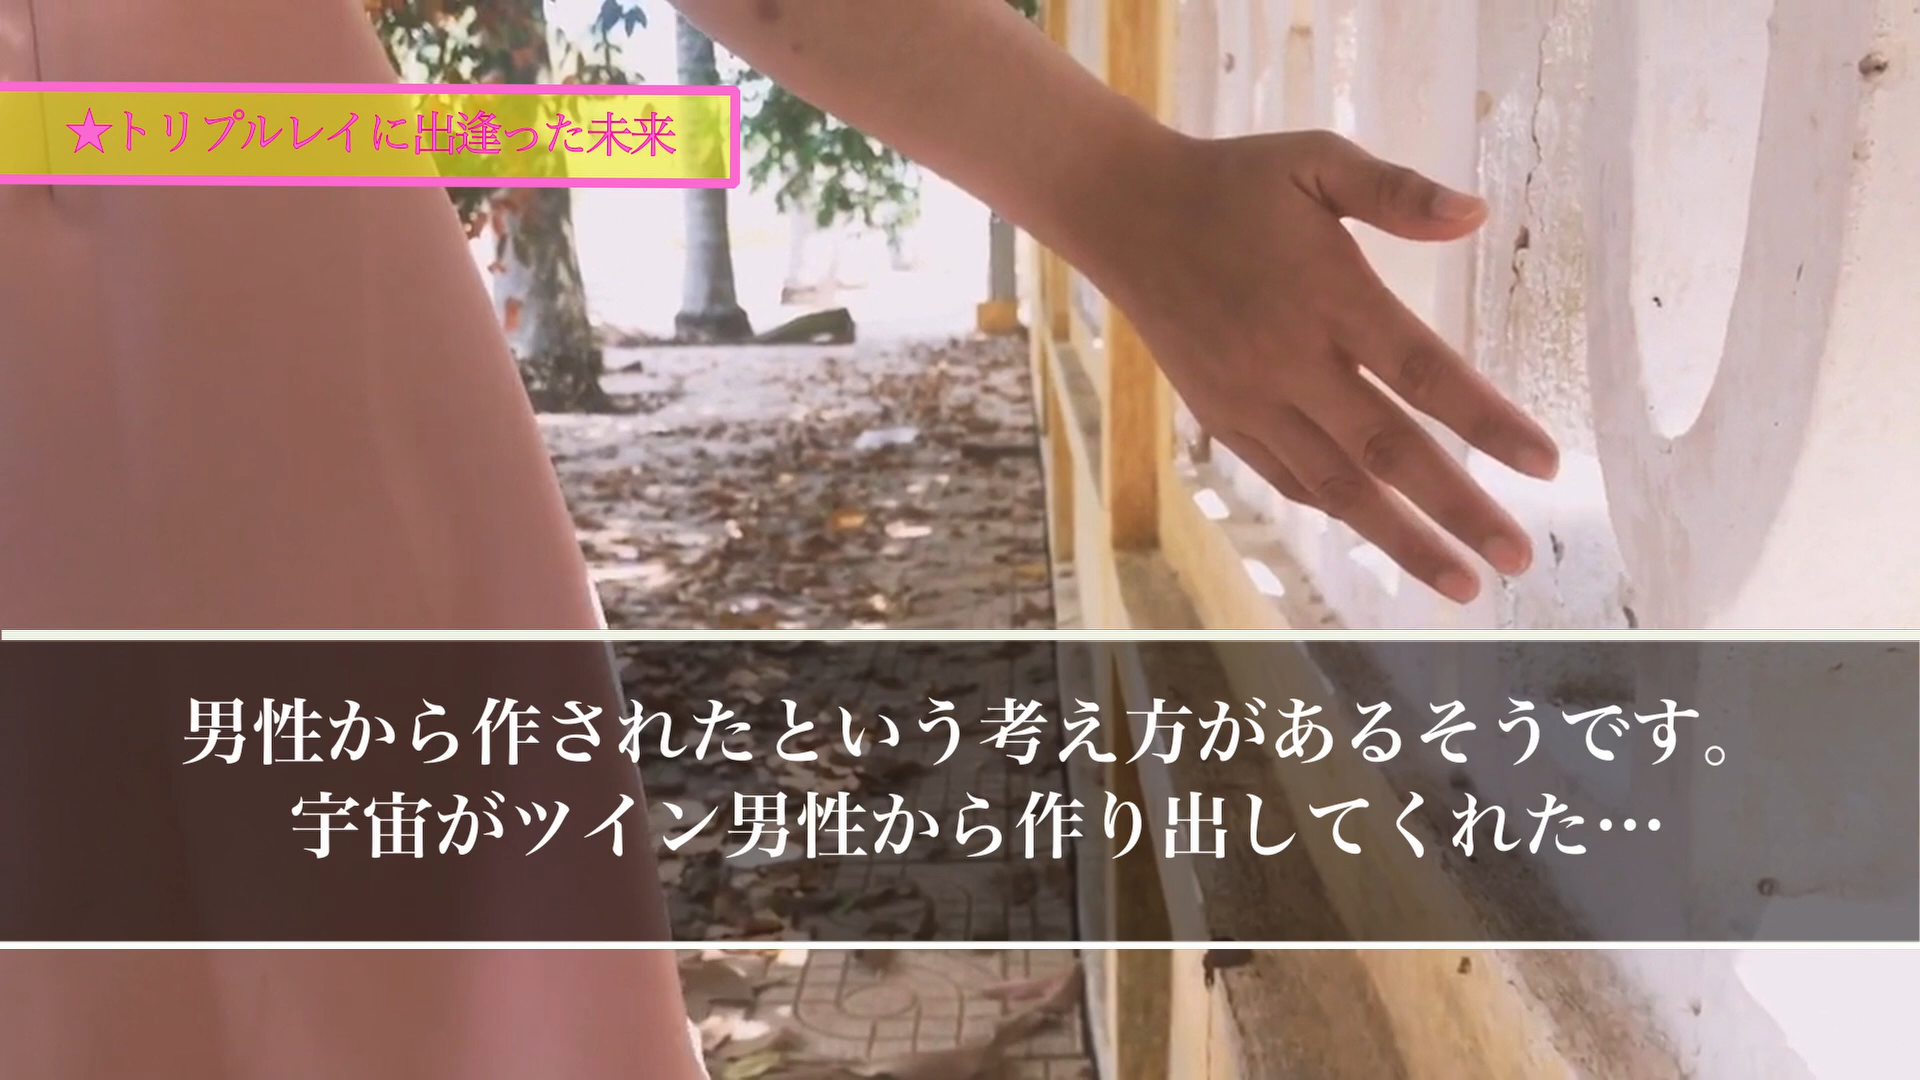 ★トリプルレイに出逢った未来
男性から作されたという考え方があるそうです。
宇宙がツイン男性から作り出してくれた…